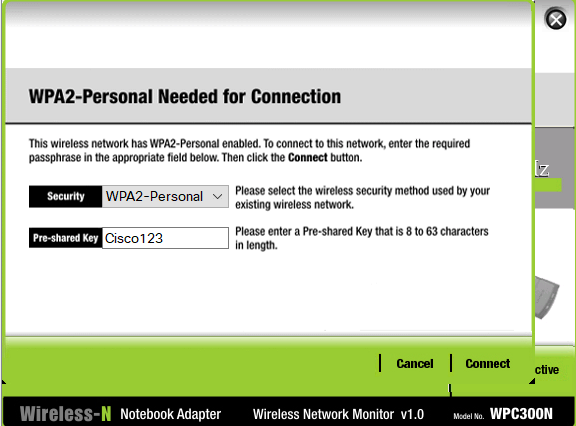 WPA2-Personal Needed for Connection
This wireless network has WPA2-Personal enabled. To connect to this network, enter the required
passphrase in the appropriate field below. Then click the Connect button.
Security
WPA2-Personal
Please select the wireless security method used by your
existing wireless network.
Pre-shared Key
Cisco123
Please enter a Pre-shared Key that is 8 to 63 characters
in length.
Hz
Cancel
Connect
ctive
Wireless-N Notebook Adapter Wireless Network Monitor v1.0 Model No. WPC300N